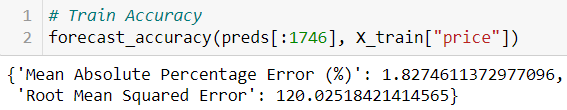 1 # Train Accuracy
2 forecast_accuracy(preds[:1746], X_train["price"])
{'Mean Absolute Percentage Error (%)': 1.8274611372977096,
'Root Mean Squared Error': 120.02518421414565}